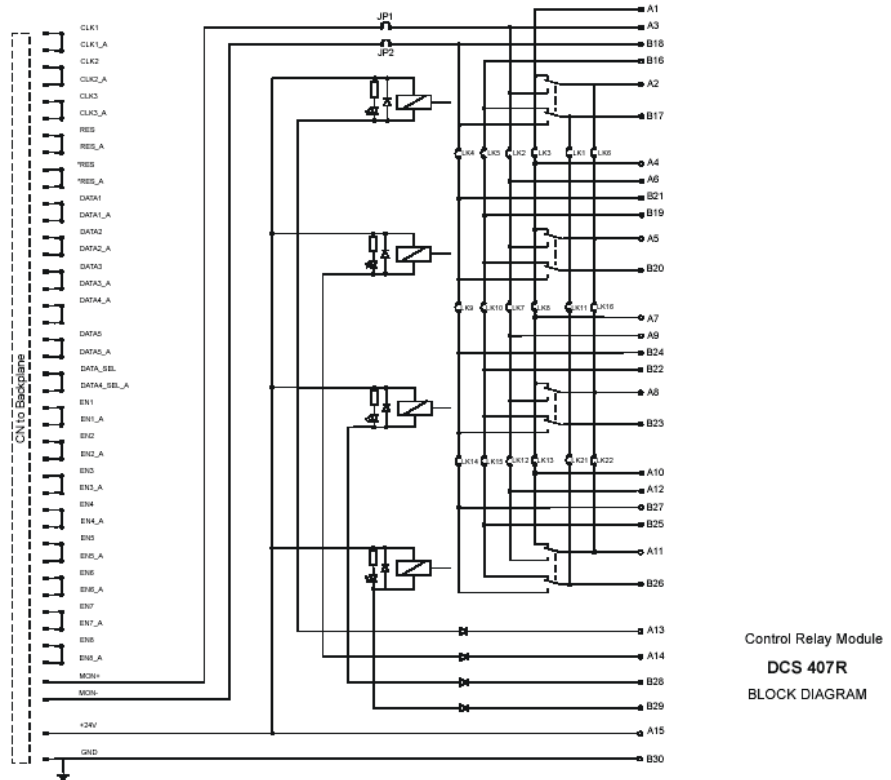 CN to Backplane
CLK1
CLK1_A
CLK2
CLK2_A
CLK3
CLK3_A
RES
RES_A
*RES
*RES_A
DATA1
DATA1_A
DATA2
DATA2_A
DATA3
DATA3_A
DATA4_A
DATA5
DATA5_A
DATA_SEL
DATA4_SEL_A
EN1
EN1_A
EN2
EN2_A
EN3
EN3_A
EN4
EN4_A
EN5
EN5_A
EN6
EN6_A
EN7
EN7_A
EN8
EN8_A
MON+
MON-
+24V
GND
JP1
JP2
LK4 LK5 LK2 LK3 LK1 LK6
LK9 LK10 LK7 LK8 LK11 LK16
LK14 LK15 LK12 LK13 LK21 LK22
A1
A3
B18
B16
A2
B17
A4
A6
B21
B19
A5
B20
A7
A9
B24
B22
A8
B23
A10
A12
B27
B25
A11
B26
A13
A14
B28
B29
A15
B30
Control Relay Module
DCS 407R
BLOCK DIAGRAM